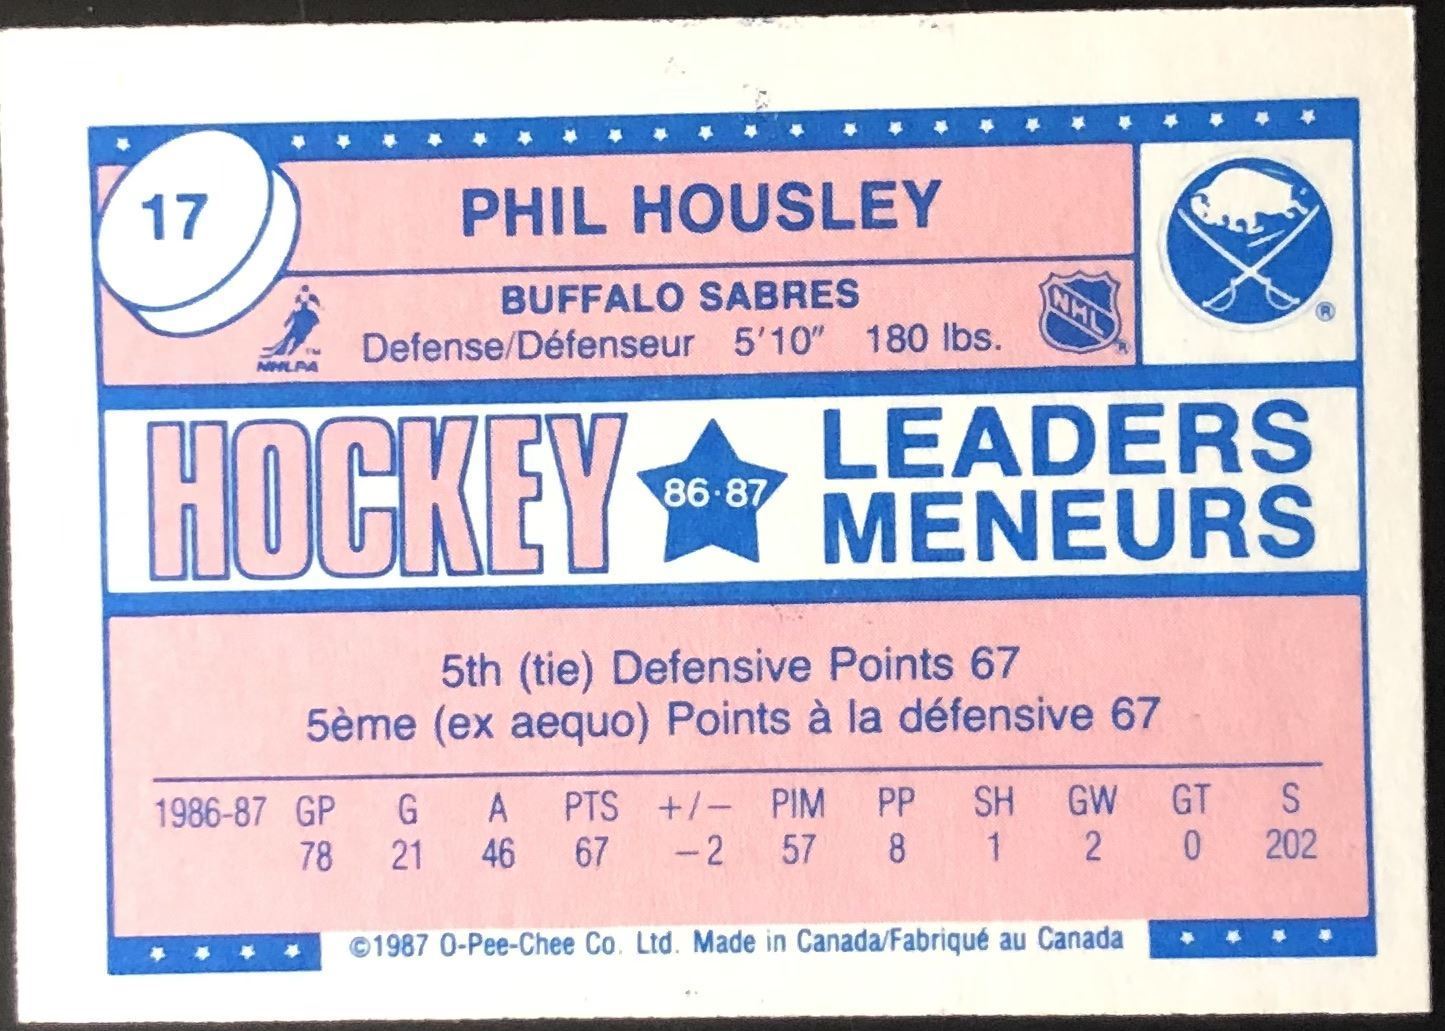 17
PHIL HOUSLEY
BUFFALO SABRES
Defense/Défenseur 5'10" 180 lbs.
NHLPA ™
NHL ®
®
HOCKEY
86·87
LEADERS
MENEURS
5th (tie) Defensive Points 67
5ème (ex aequo) Points à la défensive 67
1986-87 GP G A PTS +/− PIM PP SH GW GT S
78 21 46 67 −2 57 8 1 2 0 202
©1987 O-Pee-Chee Co. Ltd. Made in Canada/Fabriqué au Canada